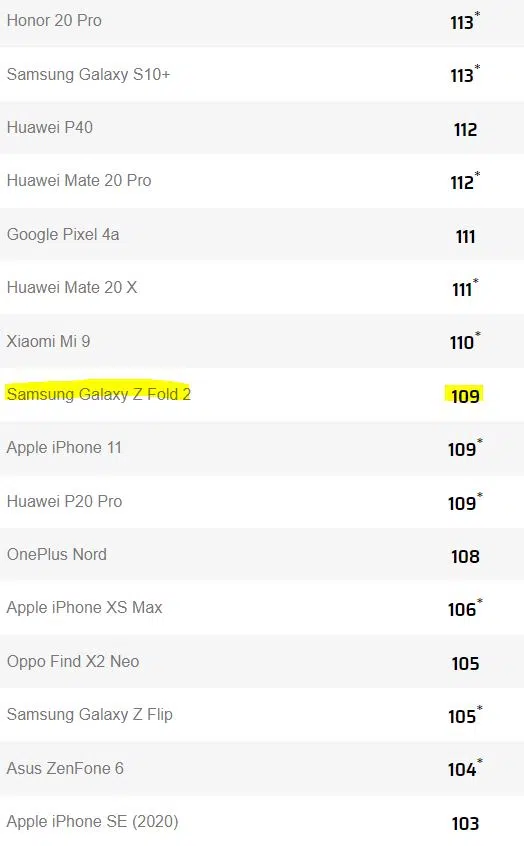 Honor 20 Pro 113*
Samsung Galaxy S10+ 113*
Huawei P40 112
Huawei Mate 20 Pro 112*
Google Pixel 4a 111
Huawei Mate 20 X 111*
Xiaomi Mi 9 110*
Samsung Galaxy Z Fold 2 109
Apple iPhone 11 109*
Huawei P20 Pro 109*
OnePlus Nord 108
Apple iPhone XS Max 106*
Oppo Find X2 Neo 105
Samsung Galaxy Z Flip 105*
Asus ZenFone 6 104*
Apple iPhone SE (2020) 103